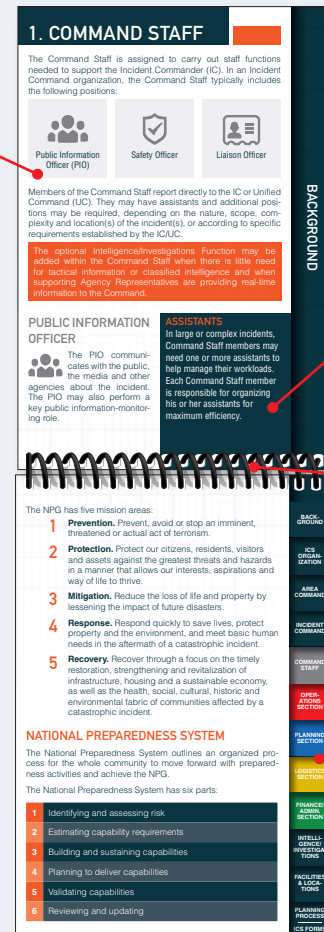 1. COMMAND STAFF
The Command Staff is assigned to carry out staff functions
needed to support the Incident Commander (IC). In an Incident
Command organization, the Command Staff typically includes
the following positions:
Public Information
Officer (PIO)
Safety Officer
Liaison Officer
Members of the Command Staff report directly to the IC or Unified
Command (UC). They may have assistants and additional posi-
tions may be required, depending on the nature, scope, com-
plexity and location(s) of the incident(s), or according to specific
requirements established by the IC/UC.
The optional Intelligence/Investigations Function may be
added within the Command Staff when there is little need
for tactical information or classified intelligence and when
supporting Agency Representatives are providing real-time
information to the Command.
PUBLIC INFORMATION
OFFICER
The PIO communi-
cates with the public,
the media and other
agencies about the incident.
The PIO may also perform a
key public information-monitor-
ing role.
ASSISTANTS
In large or complex incidents,
Command Staff members may
need one or more assistants to
help manage their workloads.
Each Command Staff member
is responsible for organizing
his or her assistants for
maximum efficiency.
BACKGROUND
The NPG has five mission areas:
1 Prevention. Prevent, avoid or stop an imminent,
threatened or actual act of terrorism.
2 Protection. Protect our citizens, residents, visitors
and assets against the greatest threats and hazards
in a manner that allows our interests, aspirations and
way of life to thrive.
3 Mitigation. Reduce the loss of life and property by
lessening the impact of future disasters.
4 Response. Respond quickly to save lives, protect
property and the environment, and meet basic human
needs in the aftermath of a catastrophic incident.
5 Recovery. Recover through a focus on the timely
restoration, strengthening and revitalization of
infrastructure, housing and a sustainable economy,
as well as the health, social, cultural, historic and
environmental fabric of communities affected by a
catastrophic incident.
NATIONAL PREPAREDNESS SYSTEM
The National Preparedness System outlines an organized pro-
cess for the whole community to move forward with prepared-
ness activities and achieve the NPG.
The National Preparedness System has six parts:
1 Identifying and assessing risk
2 Estimating capability requirements
3 Building and sustaining capabilities
4 Planning to deliver capabilities
5 Validating capabilities
6 Reviewing and updating
BACK-
GROUND
ICS
ORGAN-
IZATION
AREA
COMMAND
INCIDENT
COMMAND
COMMAND
STAFF
OPER-
ATIONS
SECTION
PLANNING
SECTION
LOGISTICS
SECTION
FINANCE/
ADMIN.
SECTION
INTELLI-
GENCE/
INVESTIGA-
TIONS
FACILITIES
& LOCA-
TIONS
PLANNING
PROCESS
ICS FORMS